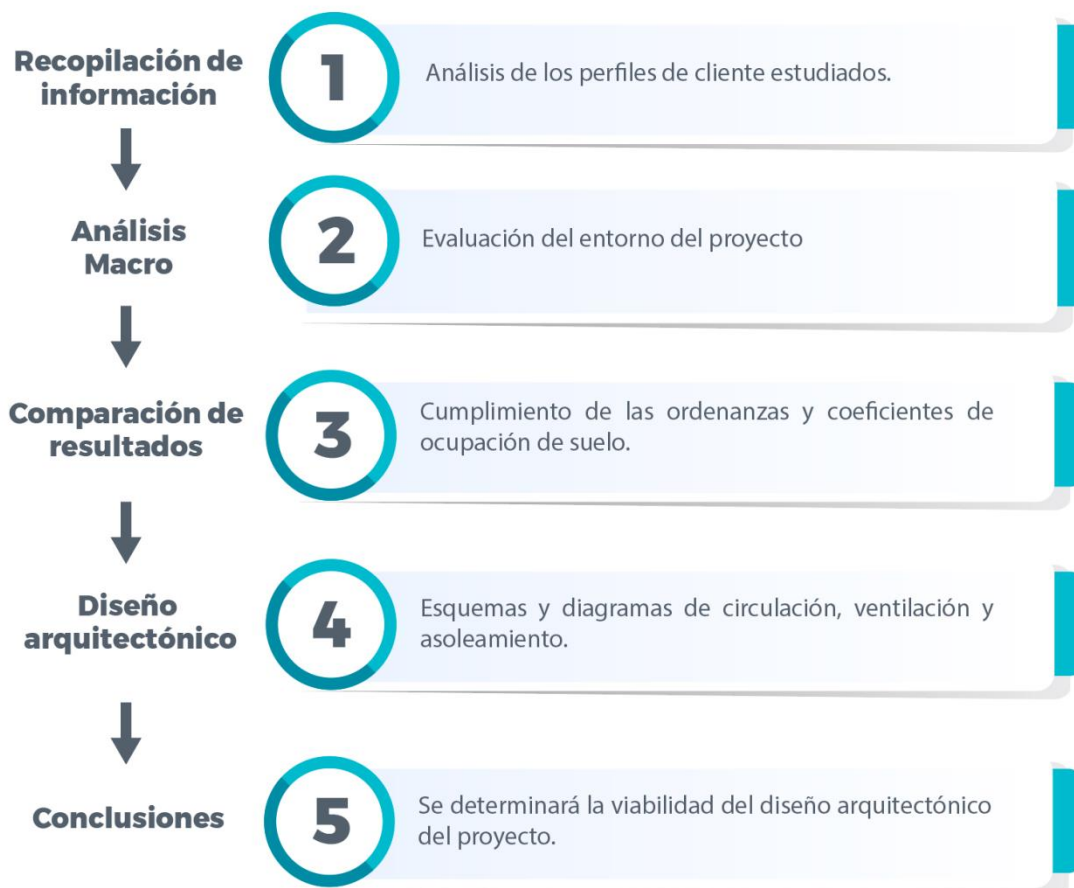 Recopilación de
información
1
Análisis de los perfiles de cliente estudiados.
Análisis
Macro
2
Evaluación del entorno del proyecto
Comparación de
resultados
3
Cumplimiento de las ordenanzas y coeficientes de
ocupación de suelo.
Diseño
arquitectónico
4
Esquemas y diagramas de circulación, ventilación y
asoleamiento.
Conclusiones
5
Se determinará la viabilidad del diseño arquitectónico
del proyecto.